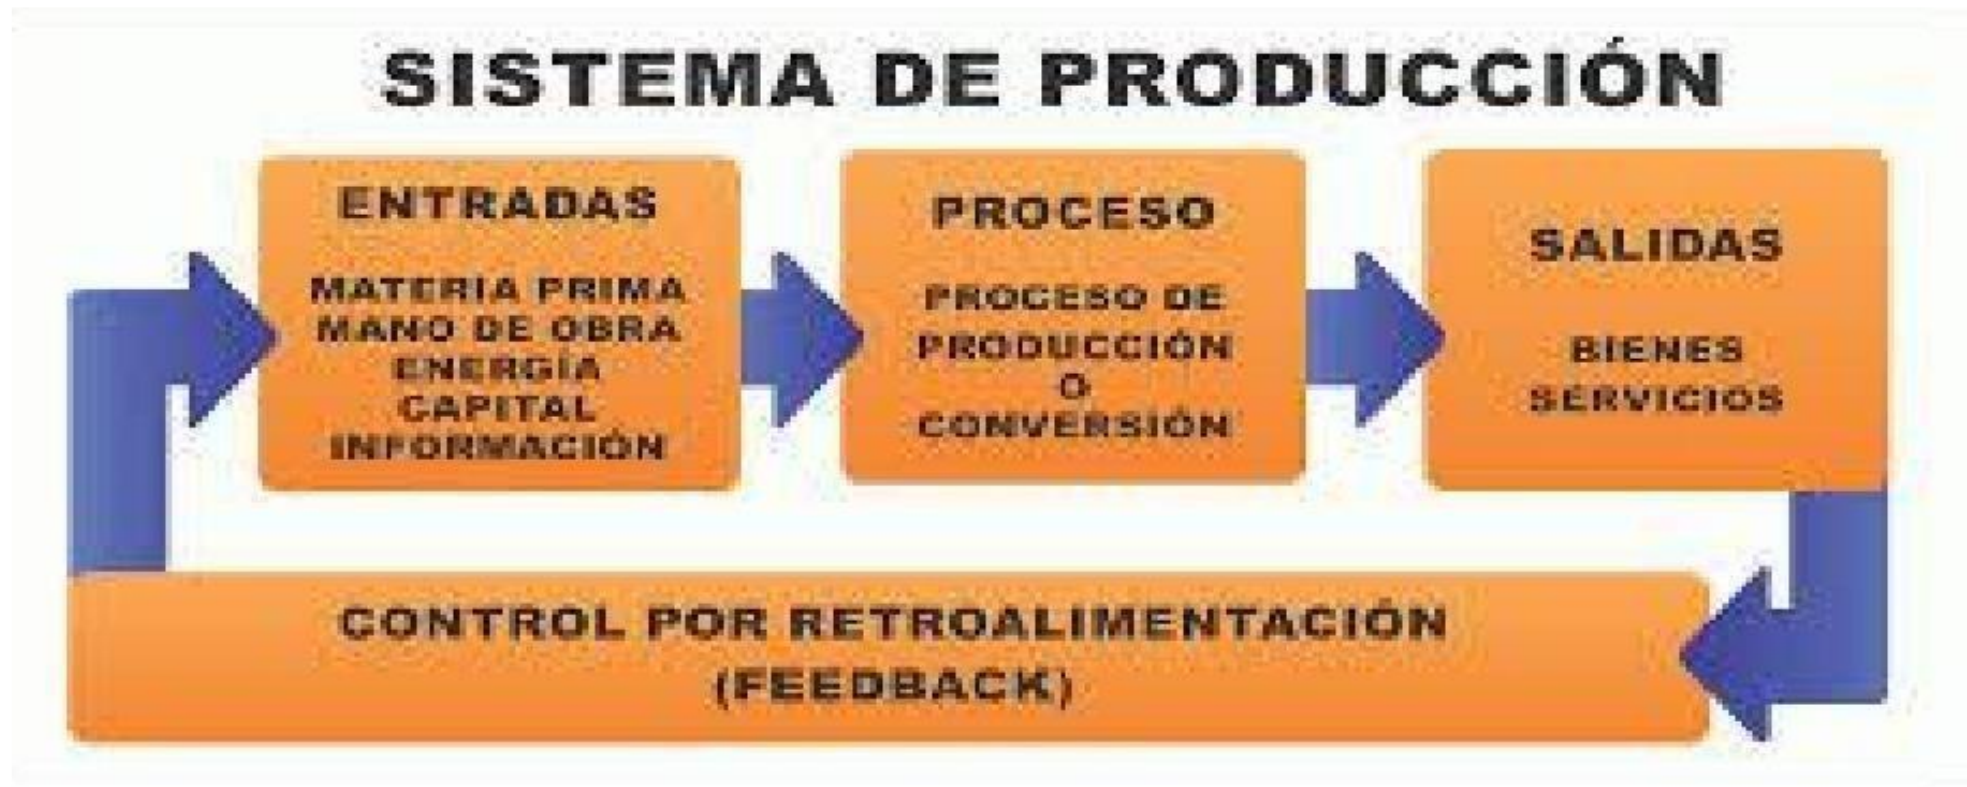 SISTEMA DE PRODUCCIÓN
ENTRADAS
MATERIA PRIMA
MANO DE OBRA
ENERGÍA
CAPITAL
INFORMACIÓN
PROCESO
PROCESO DE
PRODUCCIÓN
O
CONVERSIÓN
SALIDAS
BIENES
SERVICIOS
CONTROL POR RETROALIMENTACIÓN
(FEEDBACK)